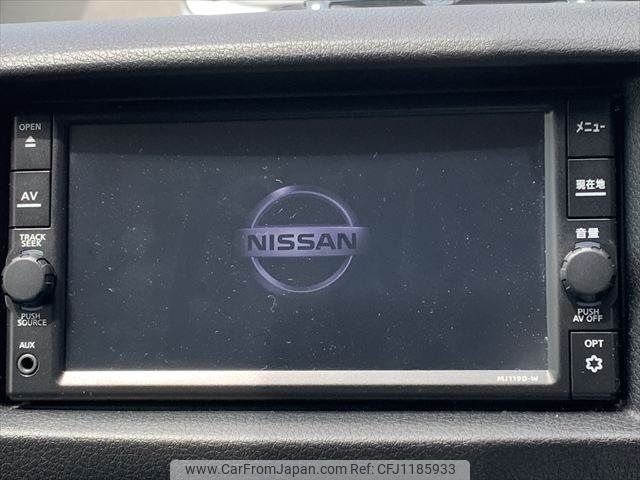 OPEN
AV
TRACK
SEEK
PUSH
SOURCE
AUX
NISSAN
メニュー
現在地
音量
PUSH
AV OFF
OPT
MJ119D-W
www.CarFromJapan.com - CFJ1185933